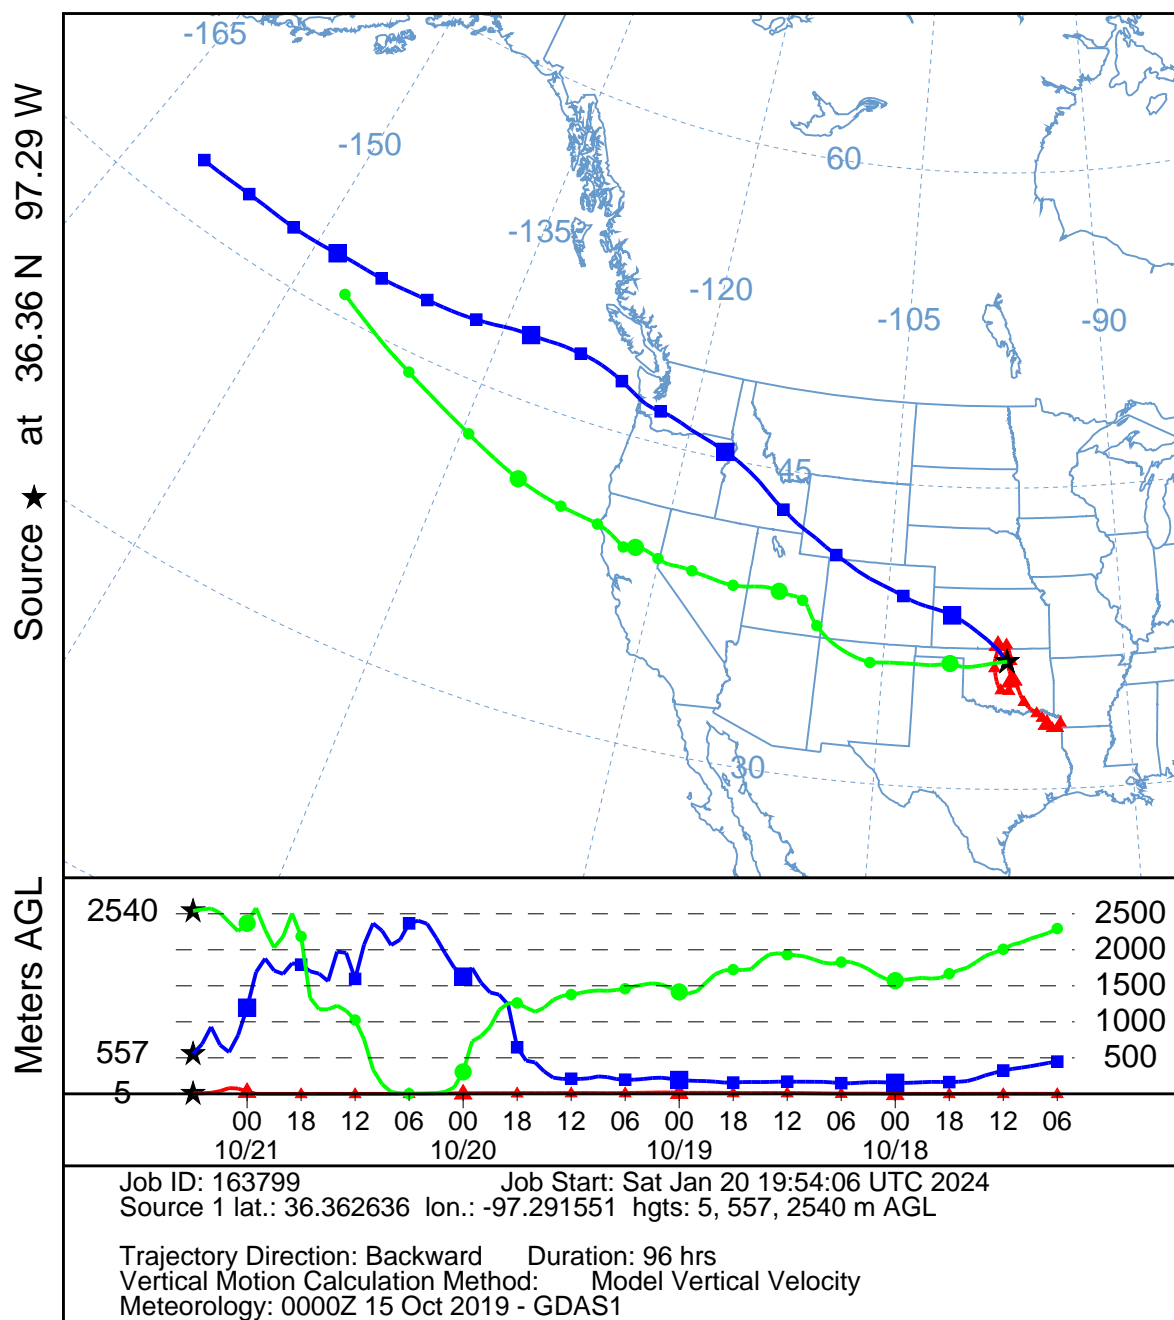 Source ★ at 36.36 N 97.29 W
-165
-150
60
-135
-120
-105
-90
45
30
Meters AGL
2540
557
5
2500
2000
1500
1000
500
00 18 12 06 00 18 12 06 00 18 12 06 00 18 12 06
10/21 10/20 10/19 10/18
Job ID: 163799 Job Start: Sat Jan 20 19:54:06 UTC 2024
Source 1 lat.: 36.362636 lon.: -97.291551 hgts: 5, 557, 2540 m AGL
Trajectory Direction: Backward Duration: 96 hrs
Vertical Motion Calculation Method: Model Vertical Velocity
Meteorology: 0000Z 15 Oct 2019 - GDAS1